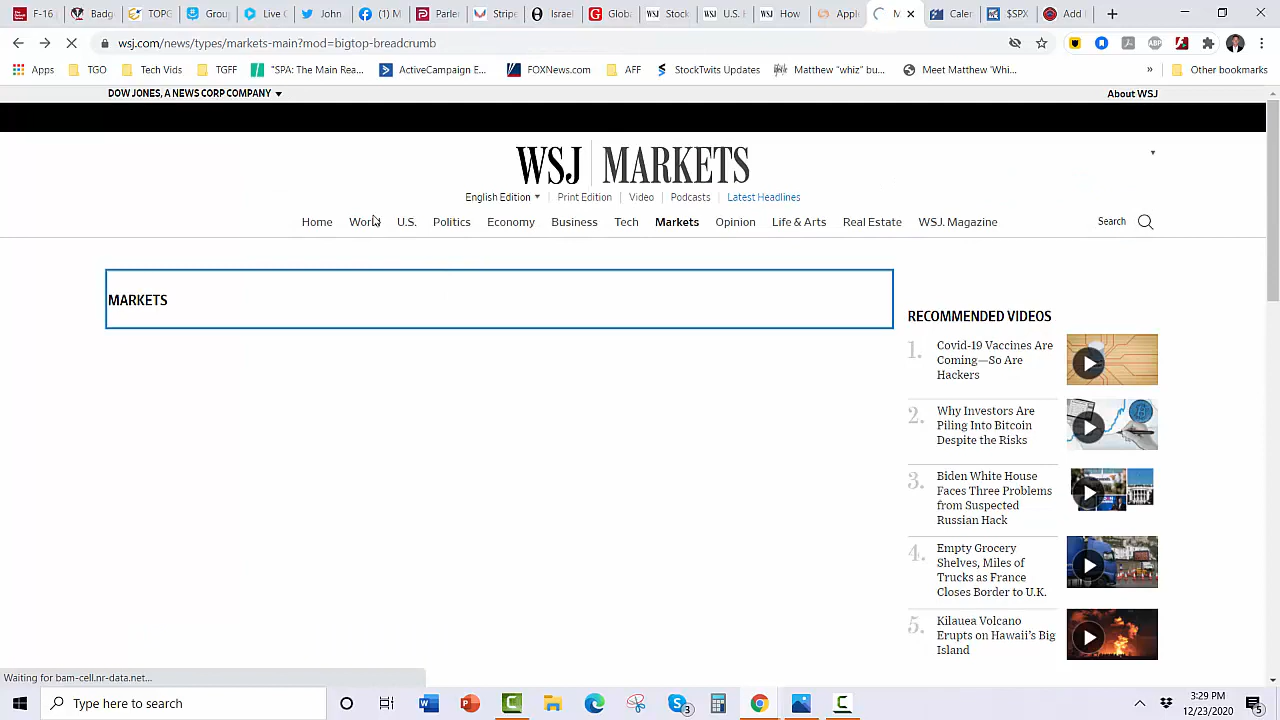 F-16
Badg
TOPG
Grou
Live C
John
(1) M
Parler
Stripe
Israel
Globa
Stock
U.S. E
How
Appl
M
Caler
$SPX
Add
wsj.com/news/types/markets-main?mod=bigtop-breadcrumb
Apps
TGO
Tech Vids
TGFF
"SPA: The Main Rea...
ActiveCampaign E...
FOXNews.com
AFF
StockTwits Updates
Matthew "whiz" bu...
Meet Matthew "Whi...
»
Other bookmarks
DOW JONES, A NEWS CORP COMPANY
About WSJ
WSJ MARKETS
English Edition
Print Edition
Video
Podcasts
Latest Headlines
Home
World
U.S.
Politics
Economy
Business
Tech
Markets
Opinion
Life & Arts
Real Estate
WSJ. Magazine
Search
MARKETS
RECOMMENDED VIDEOS
1.
Covid-19 Vaccines Are
Coming—So Are
Hackers
2.
Why Investors Are
Piling Into Bitcoin
Despite the Risks
3.
Biden White House
Faces Three Problems
from Suspected
Russian Hack
4.
Empty Grocery
Shelves, Miles of
Trucks as France
Closes Border to U.K.
5.
Kilauea Volcano
Erupts on Hawaii's Big
Island
Waiting for bam-cell.nr-data.net...
Type here to search
3
3:29 PM
12/23/2020
5